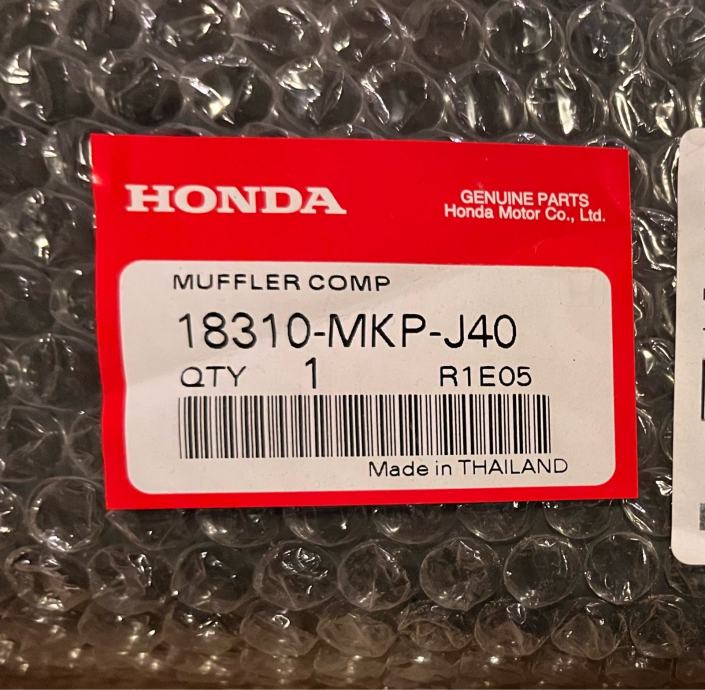 HONDA
GENUINE PARTS
Honda Motor Co., Ltd.
MUFFLER COMP
18310-MKP-J40
QTY 1 R1E05
Made in THAILAND